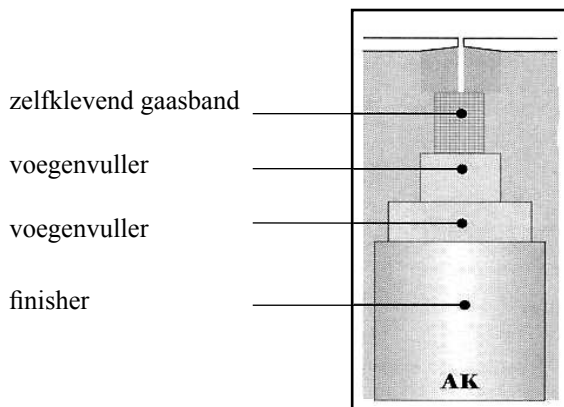 zelfklevend gaasband
voegenvuller
voegenvuller
finisher
AK